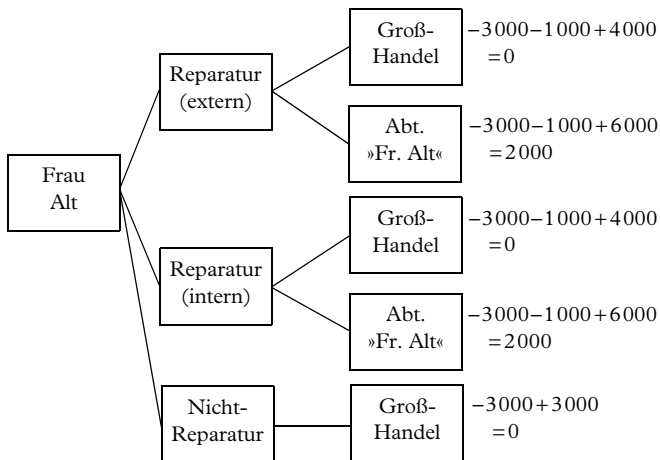 Groß-
Handel
−3000−1000+4000
=0
Reparatur
(extern)
Abt.
»Fr. Alt«
−3000−1000+6000
=2000
Frau
Alt
Groß-
Handel
−3000−1000+4000
=0
Reparatur
(intern)
Abt.
»Fr. Alt«
−3000−1000+6000
=2000
Nicht-
Reparatur
Groß-
Handel
−3000+3000
=0